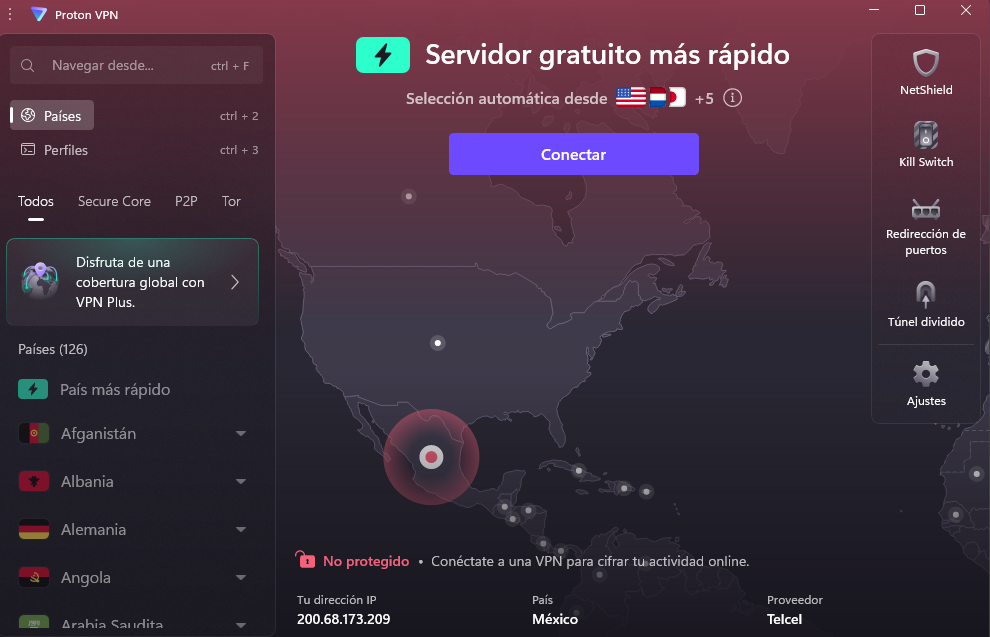 Proton VPN
Navegar desde...
ctrl + F
Países
ctrl + 2
Perfiles
ctrl + 3
Todos
Secure Core
P2P
Tor
Disfruta de una
cobertura global con
VPN Plus.
Países (126)
País más rápido
Afganistán
Albania
Alemania
Angola
Arabia Saudita
Servidor gratuito más rápido
Selección automática desde
+5
Conectar
No protegido • Conéctate a una VPN para cifrar tu actividad online.
Tu dirección IP
200.68.173.209
País
México
Proveedor
Telcel
NetShield
Kill Switch
Redirección de
puertos
Túnel dividido
Ajustes